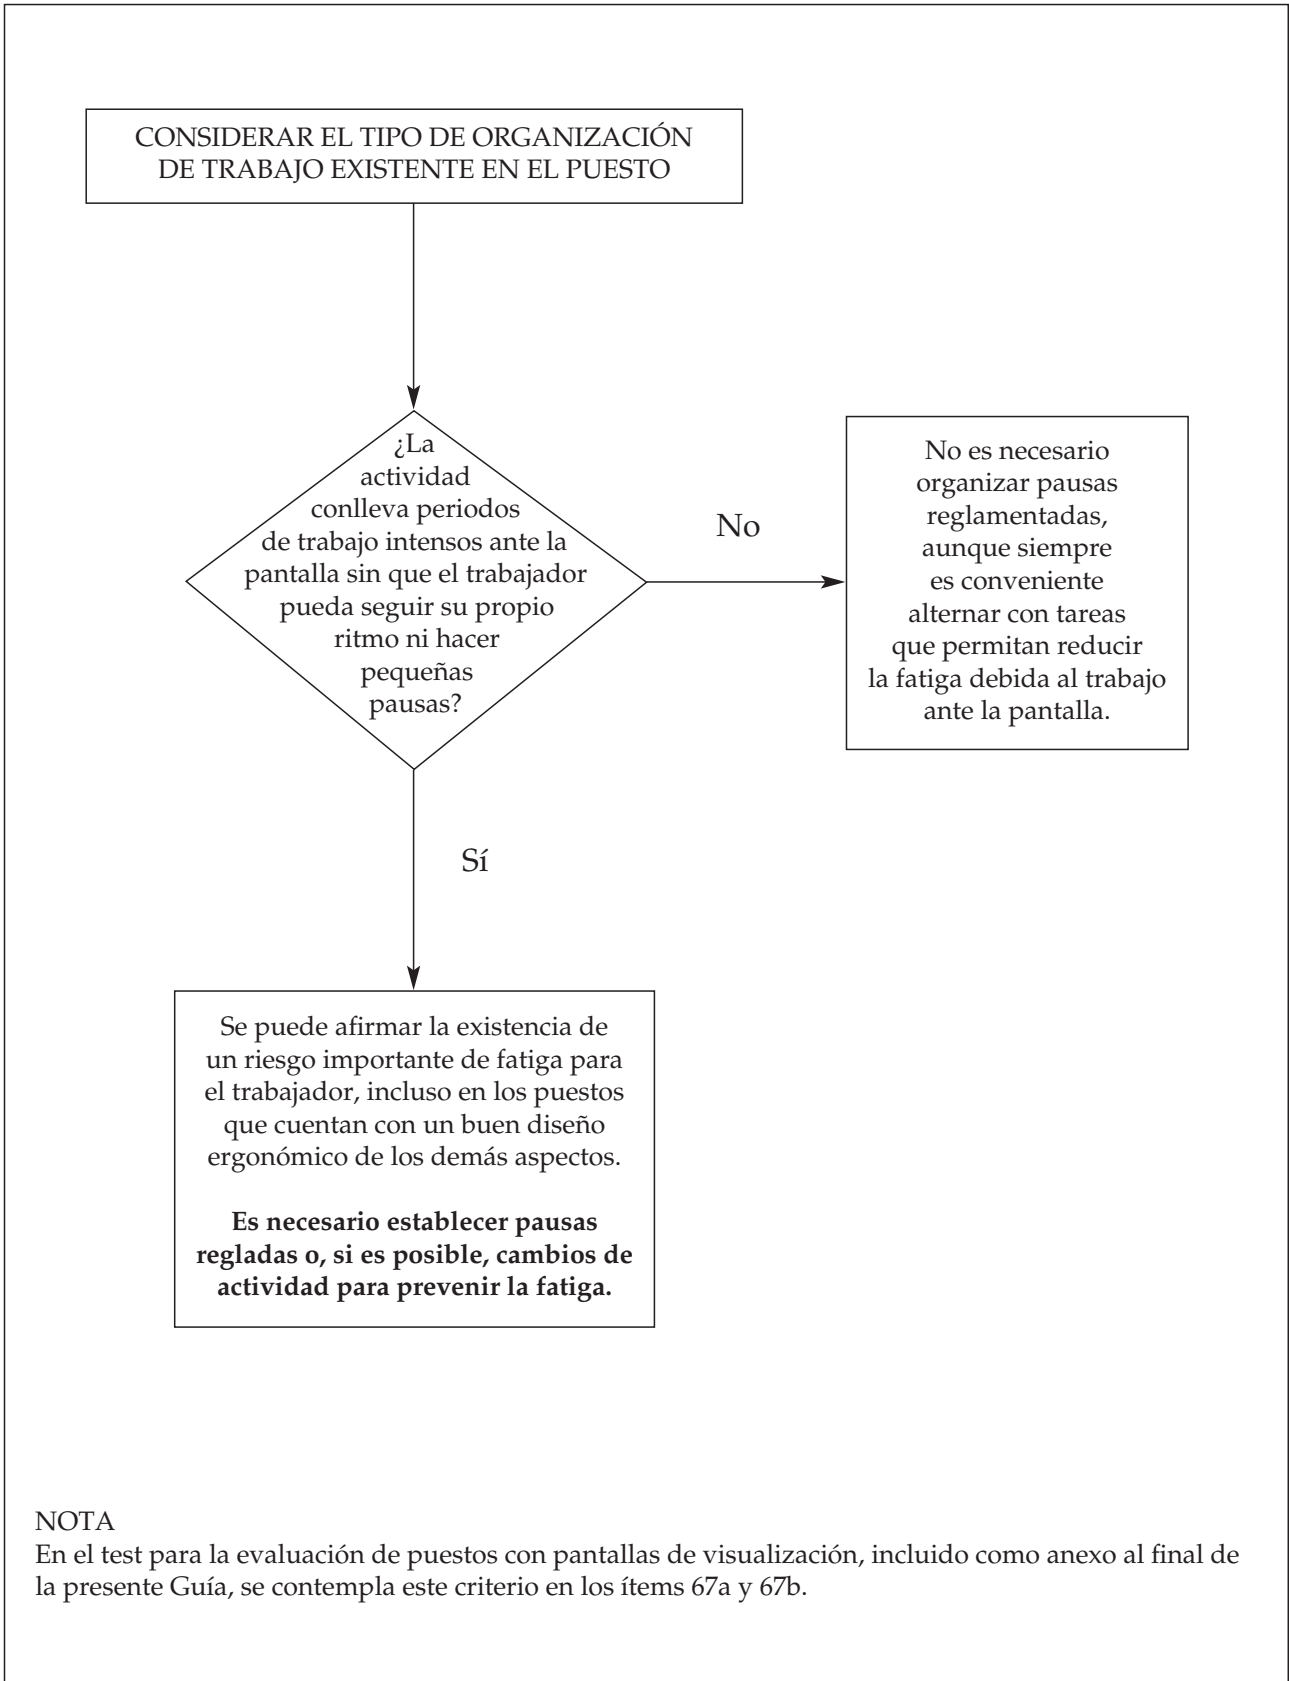 CONSIDERAR EL TIPO DE ORGANIZACIÓN
DE TRABAJO EXISTENTE EN EL PUESTO
¿La
actividad
conlleva periodos
de trabajo intensos ante la
pantalla sin que el trabajador
pueda seguir su propio
ritmo ni hacer
pequeñas
pausas?
No
No es necesario
organizar pausas
reglamentadas,
aunque siempre
es conveniente
alternar con tareas
que permitan reducir
la fatiga debida al trabajo
ante la pantalla.
Sí
Se puede afirmar la existencia de
un riesgo importante de fatiga para
el trabajador, incluso en los puestos
que cuentan con un buen diseño
ergonómico de los demás aspectos.
Es necesario establecer pausas
regladas o, si es posible, cambios de
actividad para prevenir la fatiga.
NOTA
En el test para la evaluación de puestos con pantallas de visualización, incluido como anexo al final de
la presente Guía, se contempla este criterio en los ítems 67a y 67b.